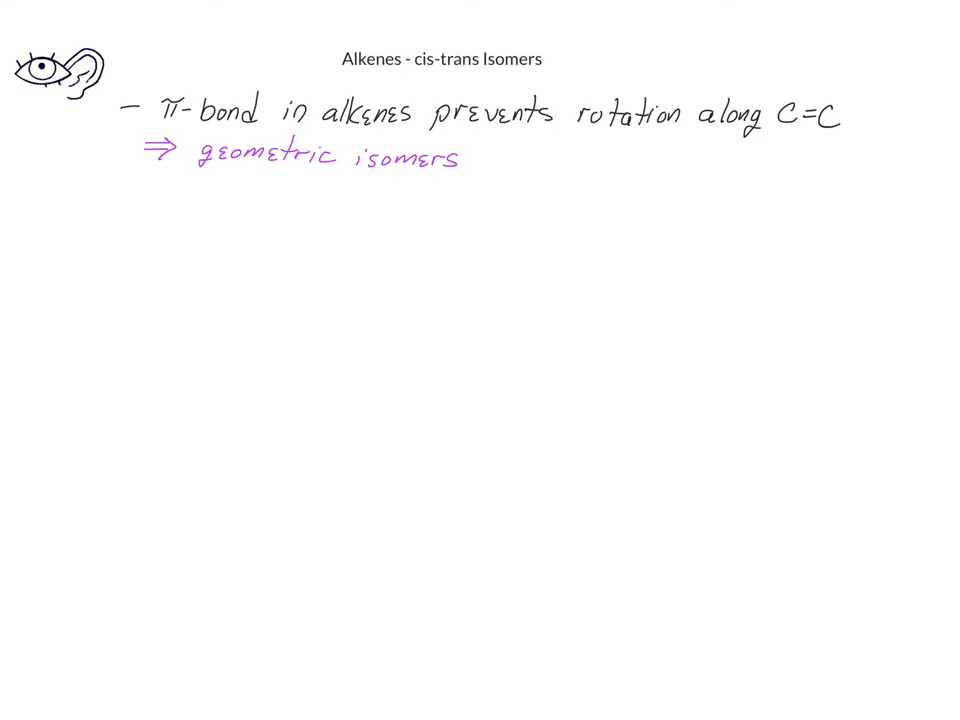 Alkenes - cis-trans Isomers
- π-bond in alkenes prevents rotation along C=C
⇒ geometric isomers